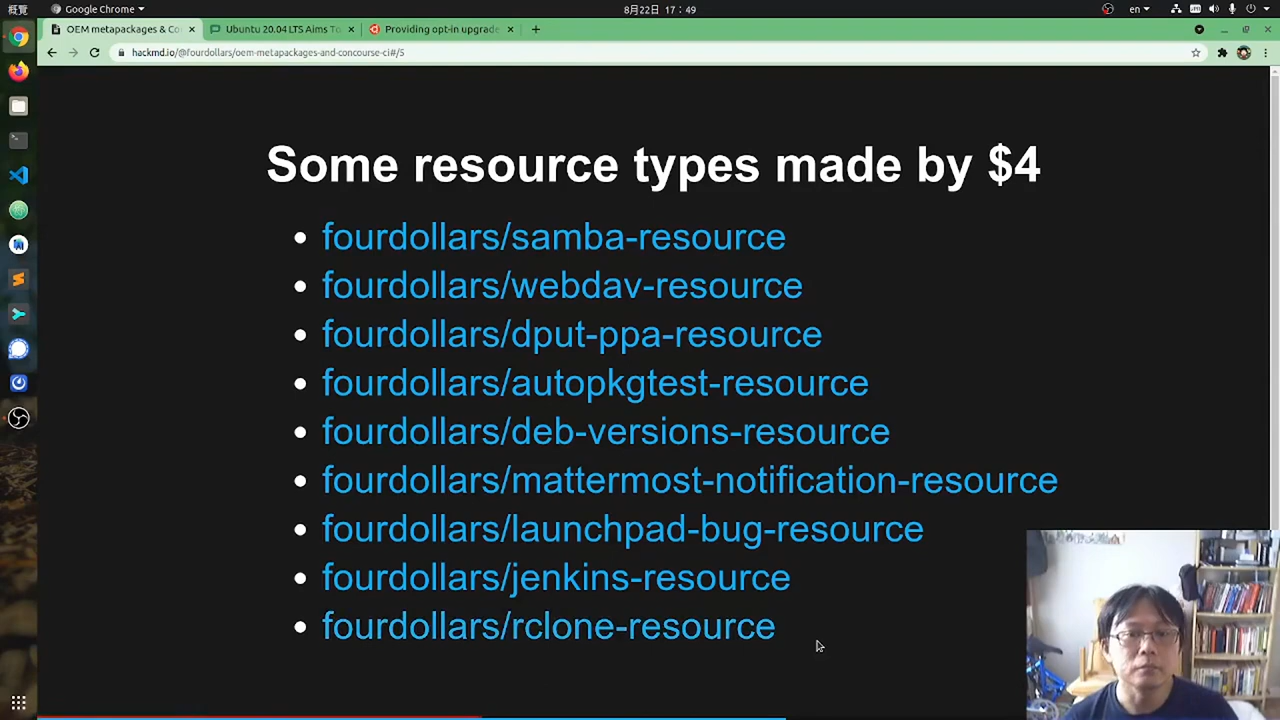 概覽
Google Chrome
8月22日 17：49
en
OEM metapackages & Co
Ubuntu 20.04 LTS Aims To
Providing opt-in upgrade
hackmd.io/@fourdollars/oem-metapackages-and-concourse-ci#/5
Some resource types made by $4
• fourdollars/samba-resource
• fourdollars/webdav-resource
• fourdollars/dput-ppa-resource
• fourdollars/autopkgtest-resource
• fourdollars/deb-versions-resource
• fourdollars/mattermost-notification-resource
• fourdollars/launchpad-bug-resource
• fourdollars/jenkins-resource
• fourdollars/rclone-resource